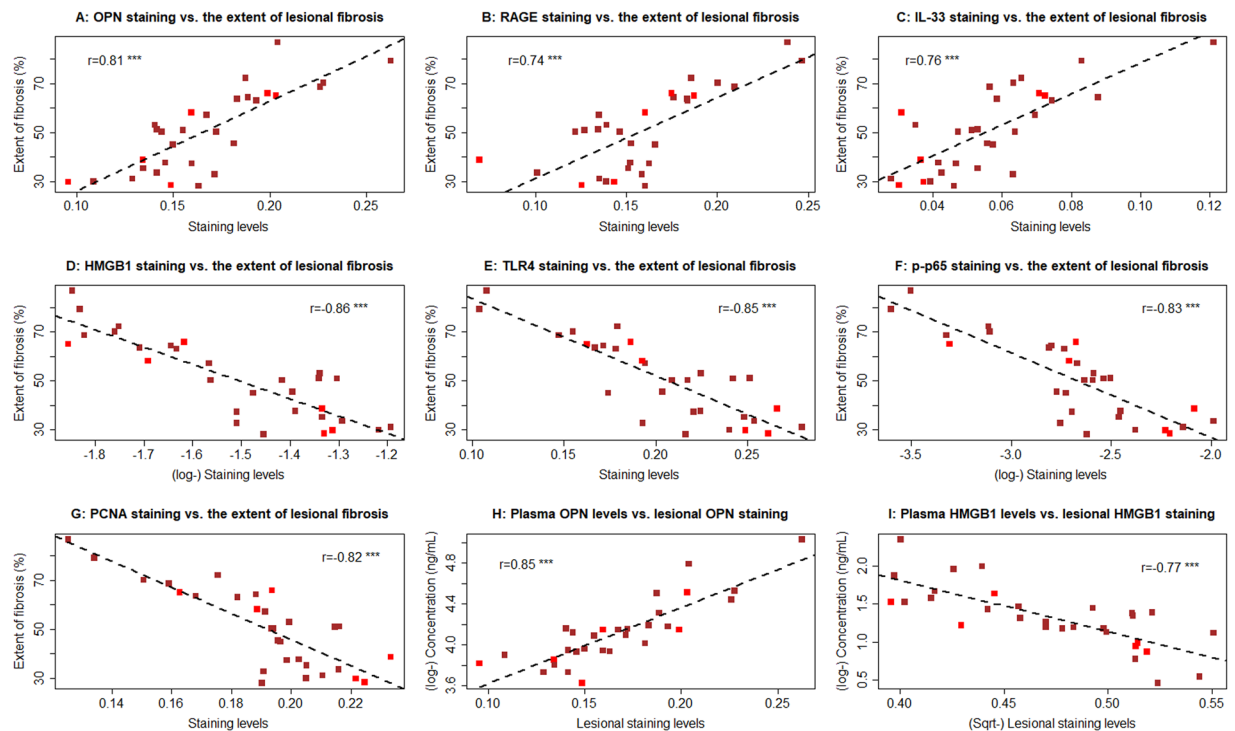 A: OPN staining vs. the extent of lesional fibrosis
r=0.81 ***
Extent of fibrosis (%)
70
50
30
0.10 0.15 0.20 0.25
Staining levels
B: RAGE staining vs. the extent of lesional fibrosis
r=0.74 ***
Extent of fibrosis (%)
70
50
30
0.10 0.15 0.20 0.25
Staining levels
C: IL-33 staining vs. the extent of lesional fibrosis
r=0.76 ***
Extent of fibrosis (%)
70
50
30
0.04 0.06 0.08 0.10 0.12
Staining levels
D: HMGB1 staining vs. the extent of lesional fibrosis
r=-0.86 ***
Extent of fibrosis (%)
70
50
30
-1.8 -1.7 -1.6 -1.5 -1.4 -1.3 -1.2
(log-) Staining levels
E: TLR4 staining vs. the extent of lesional fibrosis
r=-0.85 ***
Extent of fibrosis (%)
70
50
30
0.10 0.15 0.20 0.25
Staining levels
F: p-p65 staining vs. the extent of lesional fibrosis
r=-0.83 ***
Extent of fibrosis (%)
70
50
30
-3.5 -3.0 -2.5 -2.0
(log-) Staining levels
G: PCNA staining vs. the extent of lesional fibrosis
r=-0.82 ***
Extent of fibrosis (%)
70
50
30
0.14 0.16 0.18 0.20 0.22
Staining levels
H: Plasma OPN levels vs. lesional OPN staining
r=0.85 ***
(log-) Concentration (ng/mL)
4.8
4.4
4.0
3.6
0.10 0.15 0.20 0.25
Lesional staining levels
I: Plasma HMGB1 levels vs. lesional HMGB1 staining
r=-0.77 ***
(log-) Concentration (ng/mL)
2.0
1.5
1.0
0.5
0.40 0.45 0.50 0.55
(Sqrt-) Lesional staining levels